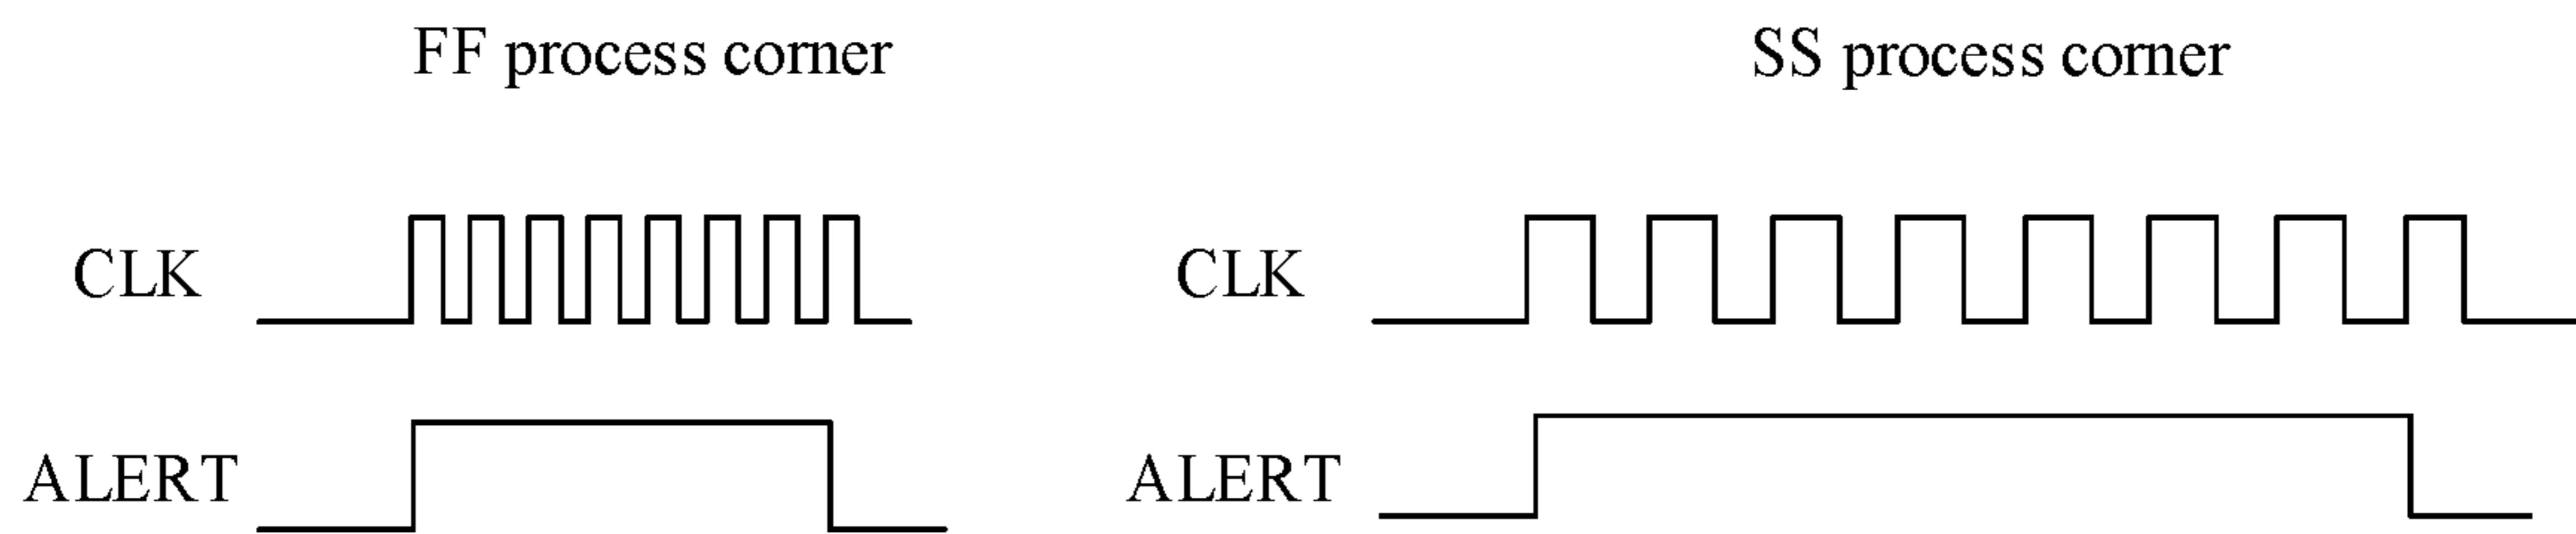 FF process corner
SS process corner
CLK
CLK
ALERT
ALERT